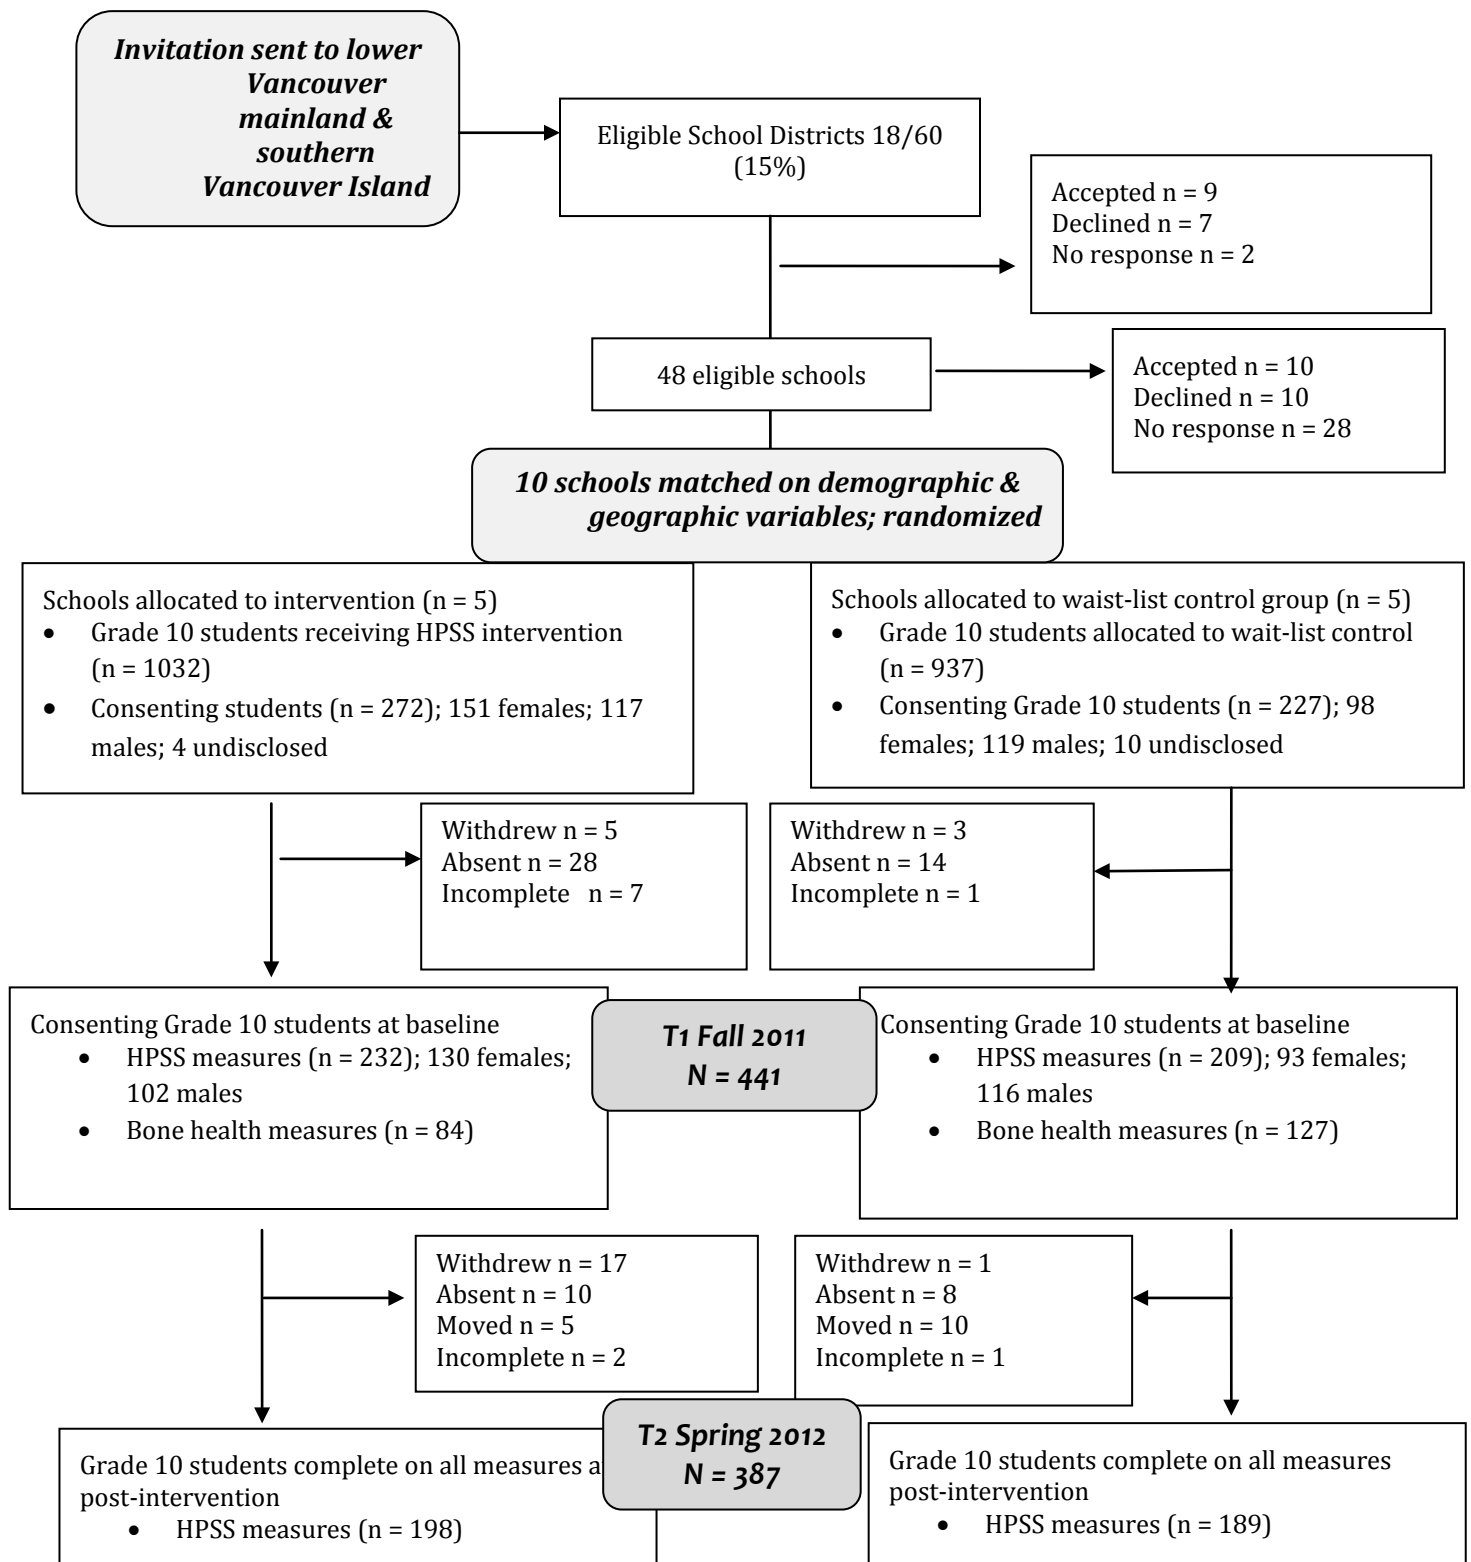 Invitation sent to lower
Vancouver
mainland &
southern
Vancouver Island
Eligible School Districts 18/60
(15%)
Accepted n = 9
Declined n = 7
No response n = 2
48 eligible schools
Accepted n = 10
Declined n = 10
No response n = 28
10 schools matched on demographic &
geographic variables; randomized
Schools allocated to intervention (n = 5)
• Grade 10 students receiving HPSS intervention
(n = 1032)
• Consenting students (n = 272); 151 females; 117
males; 4 undisclosed
Schools allocated to waist-list control group (n = 5)
• Grade 10 students allocated to wait-list control
(n = 937)
• Consenting Grade 10 students (n = 227); 98
females; 119 males; 10 undisclosed
Withdrew n = 5
Absent n = 28
Incomplete n = 7
Withdrew n = 3
Absent n = 14
Incomplete n = 1
Consenting Grade 10 students at baseline
• HPSS measures (n = 232); 130 females;
102 males
• Bone health measures (n = 84)
T1 Fall 2011
N = 441
Consenting Grade 10 students at baseline
• HPSS measures (n = 209); 93 females;
116 males
• Bone health measures (n = 127)
Withdrew n = 17
Absent n = 10
Moved n = 5
Incomplete n = 2
Withdrew n = 1
Absent n = 8
Moved n = 10
Incomplete n = 1
Grade 10 students complete on all measures a
post-intervention
• HPSS measures (n = 198)
T2 Spring 2012
N = 387
Grade 10 students complete on all measures
post-intervention
• HPSS measures (n = 189)